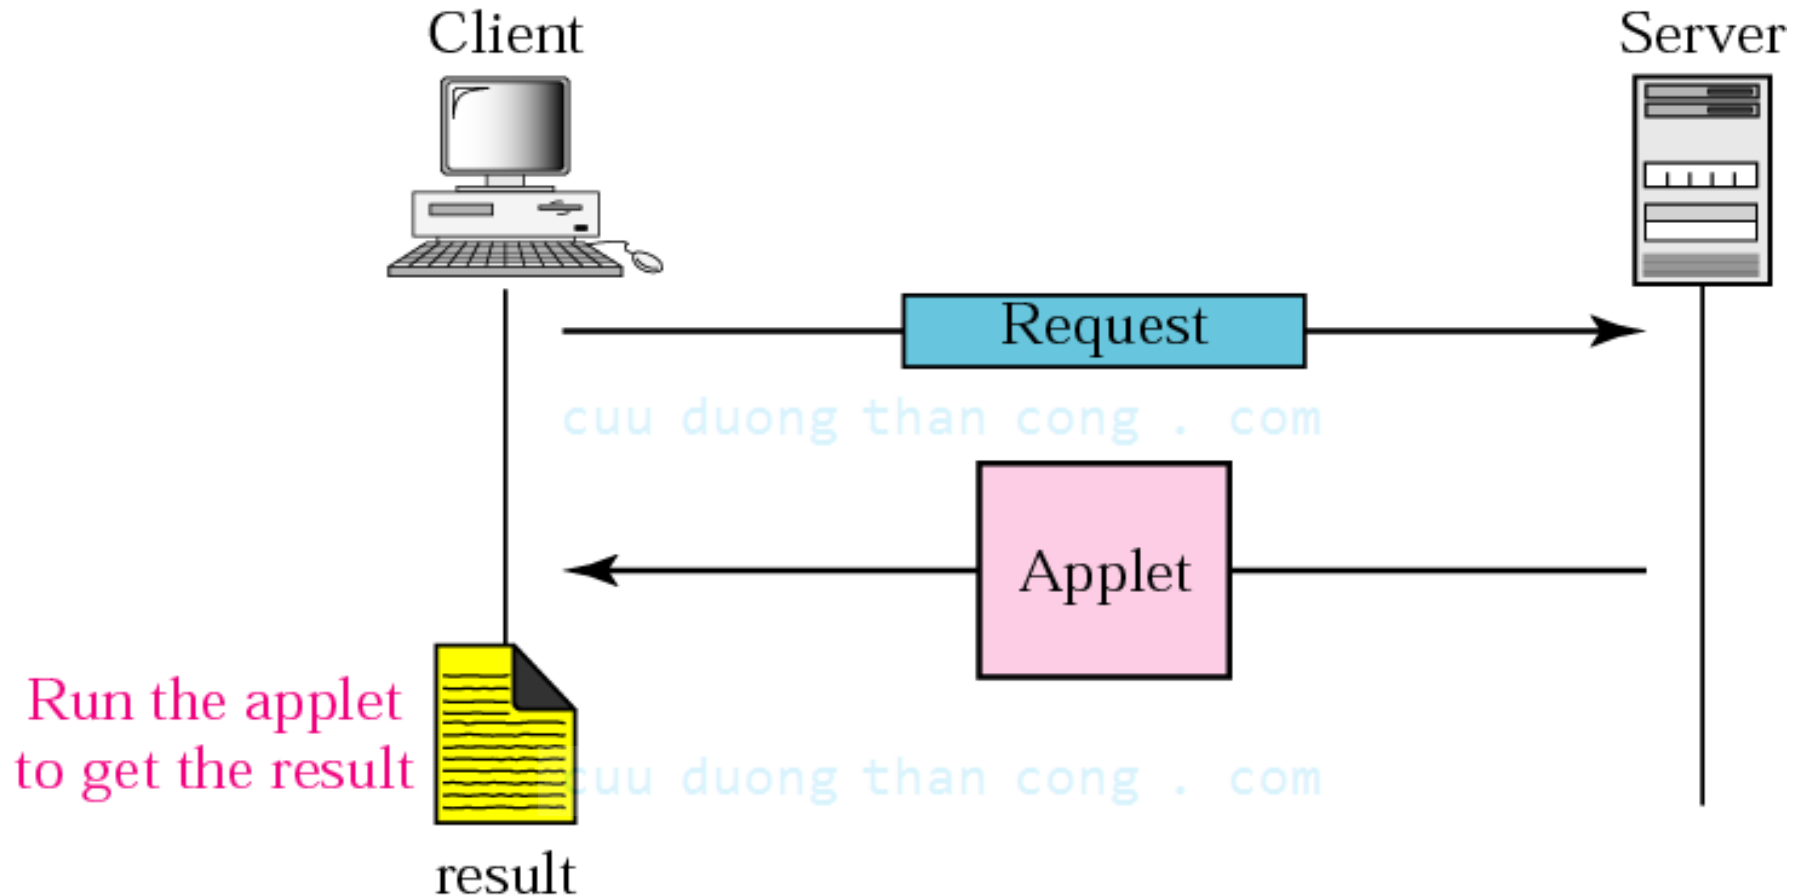 Client
Server
Request
cuu duong than cong . com
Applet
Run the applet
to get the result
cuu duong than cong . com
result